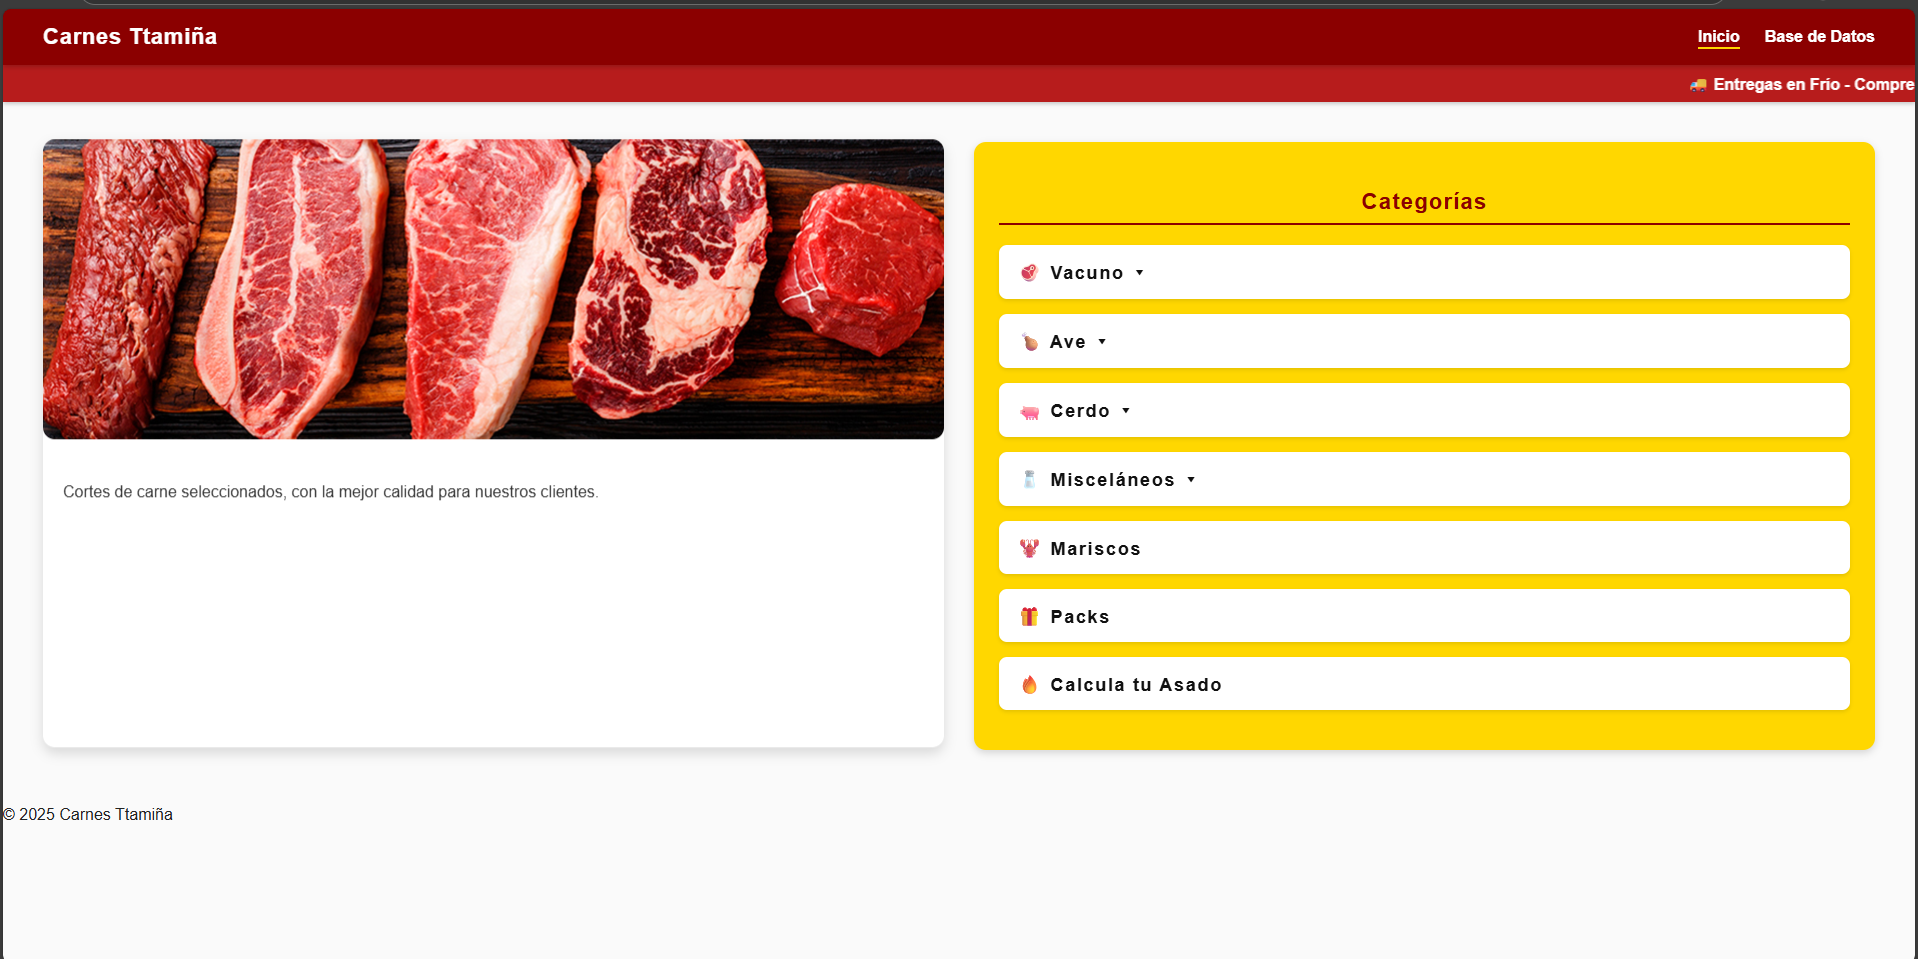 Carnes Ttamiña
Inicio Base de Datos
🚚 Entregas en Frío - Compre
Cortes de carne seleccionados, con la mejor calidad para nuestros clientes.
Categorías
Vacuno
Ave
Cerdo
Misceláneos
Mariscos
Packs
Calcula tu Asado
© 2025 Carnes Ttamiña